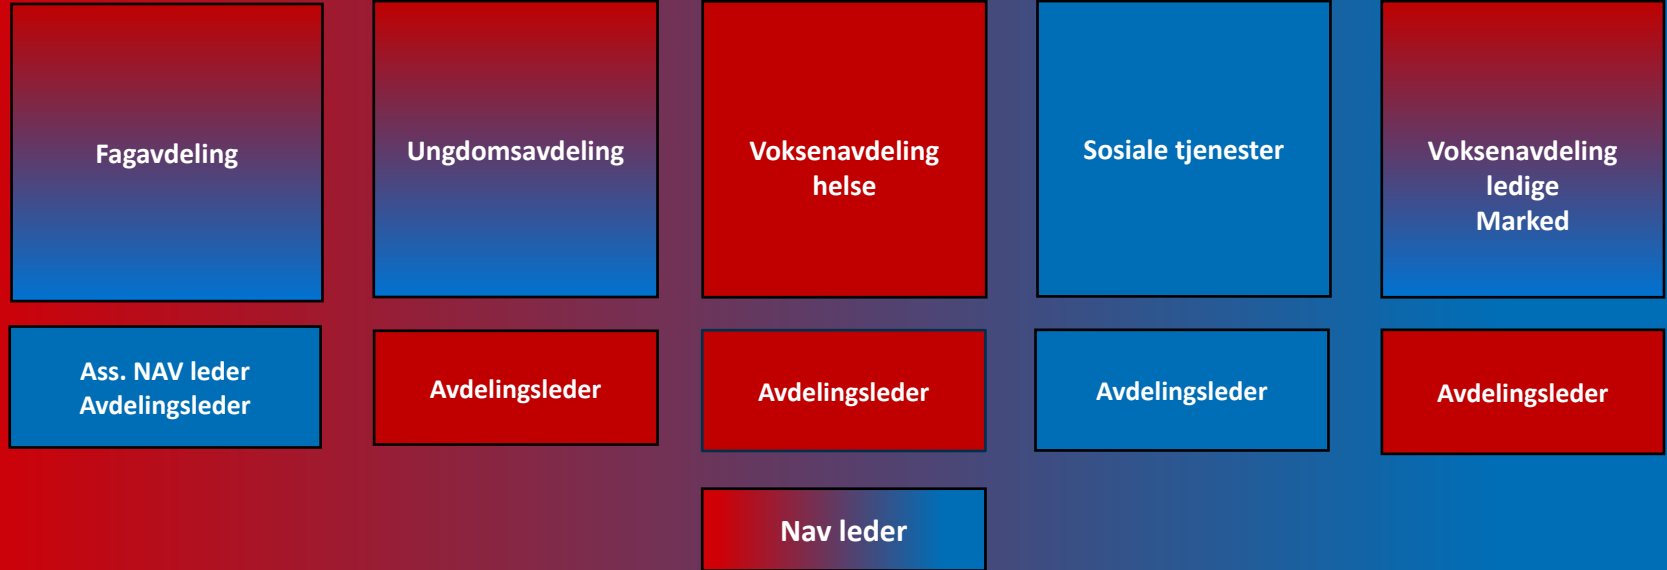 Fagavdeling
Ungdomsavdeling
Voksenavdeling
helse
Sosiale tjenester
Voksenavdeling
ledige
Marked
Ass. NAV leder
Avdelingsleder
Avdelingsleder
Avdelingsleder
Avdelingsleder
Avdelingsleder
Nav leder